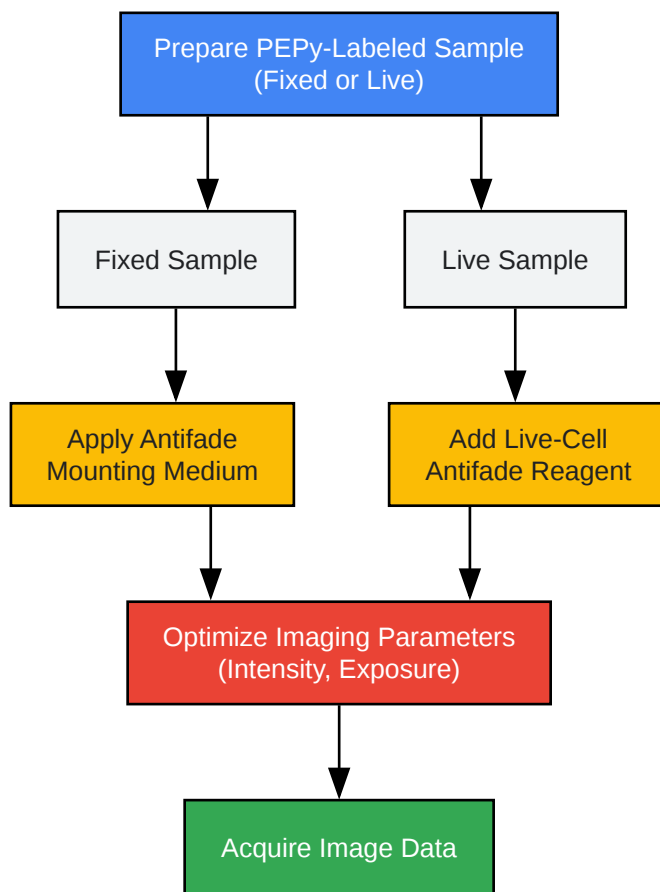 Prepare PEPy-Labeled Sample
(Fixed or Live)
Fixed Sample
Live Sample
Apply Antifade
Mounting Medium
Add Live-Cell
Antifade Reagent
Optimize Imaging Parameters
(Intensity, Exposure)
Acquire Image Data